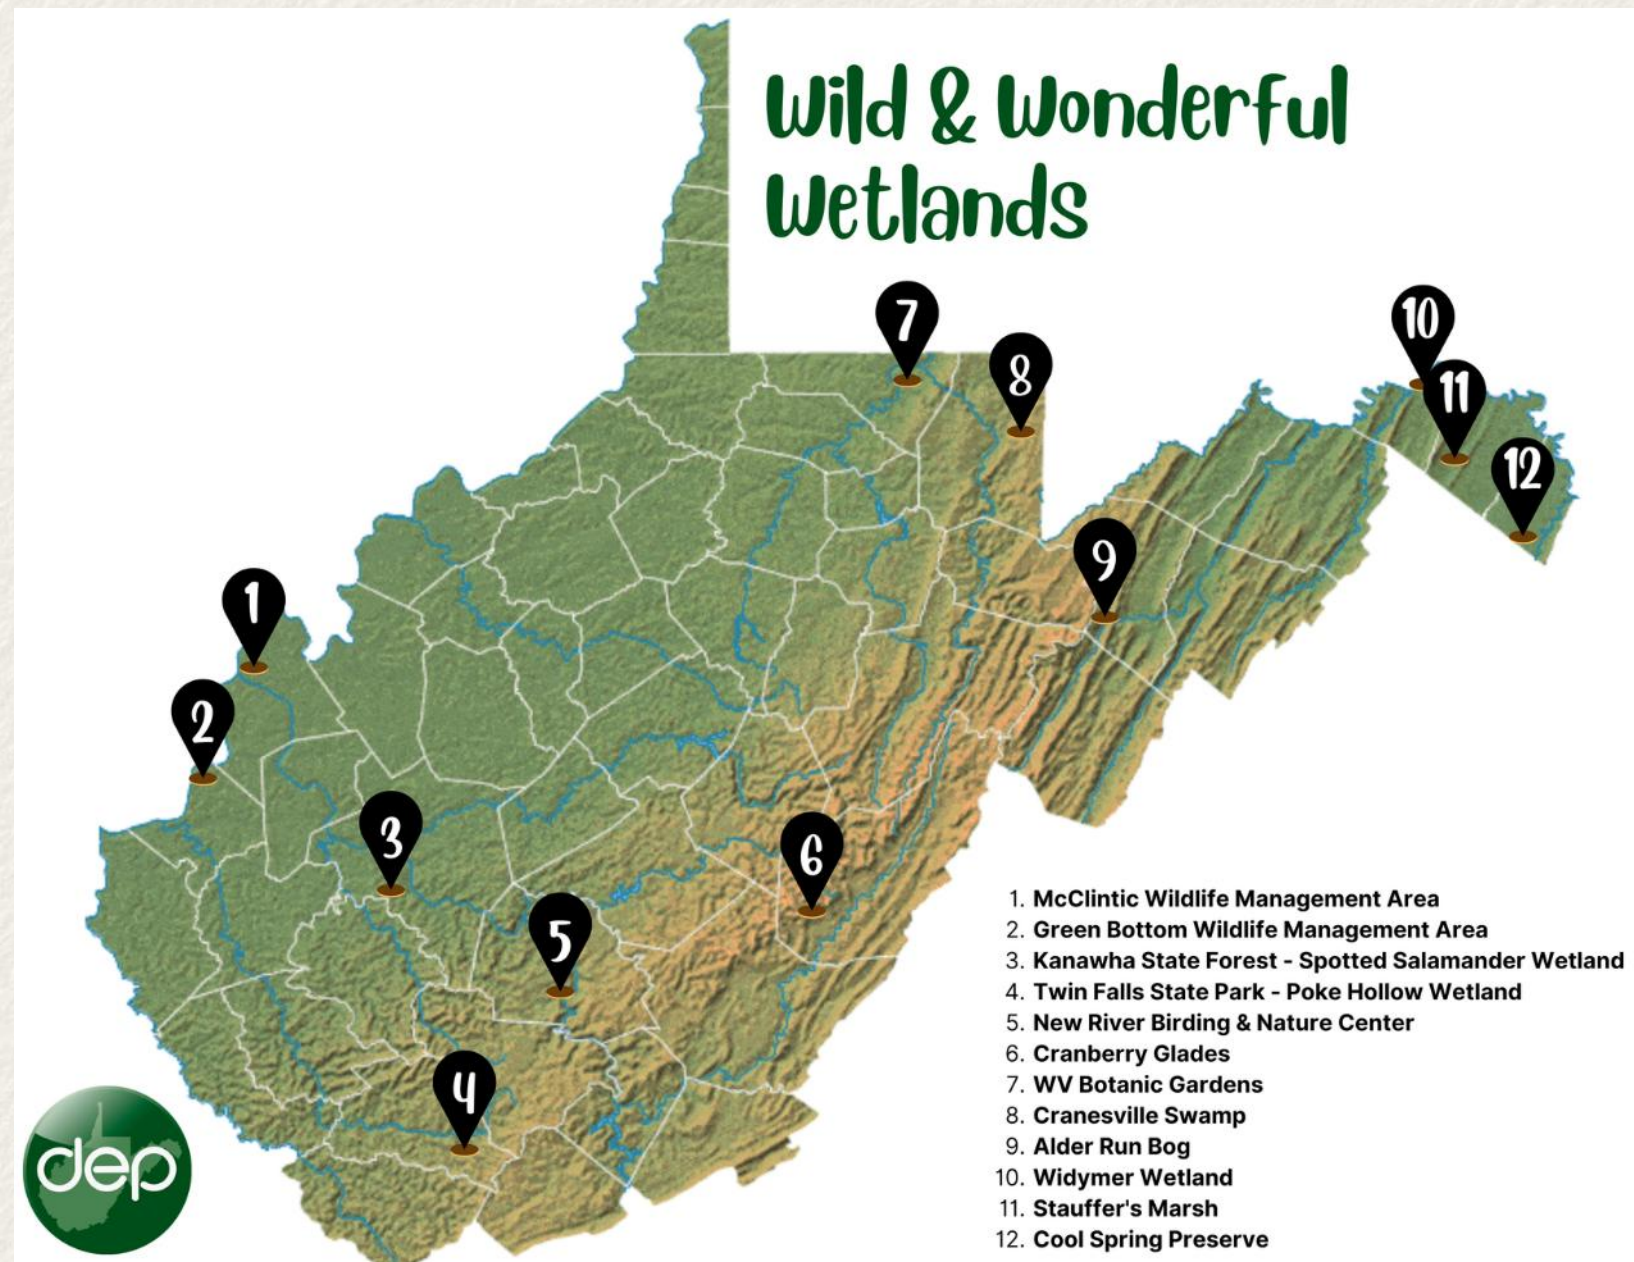 Wild & Wonderful
Wetlands
7
10
8
11
12
9
1
2
3
6
5
4
1. McClintic Wildlife Management Area
2. Green Bottom Wildlife Management Area
3. Kanawha State Forest - Spotted Salamander Wetland
4. Twin Falls State Park - Poke Hollow Wetland
5. New River Birding & Nature Center
6. Cranberry Glades
7. WV Botanic Gardens
8. Cranesville Swamp
9. Alder Run Bog
10. Widymer Wetland
11. Stauffer's Marsh
12. Cool Spring Preserve
dep